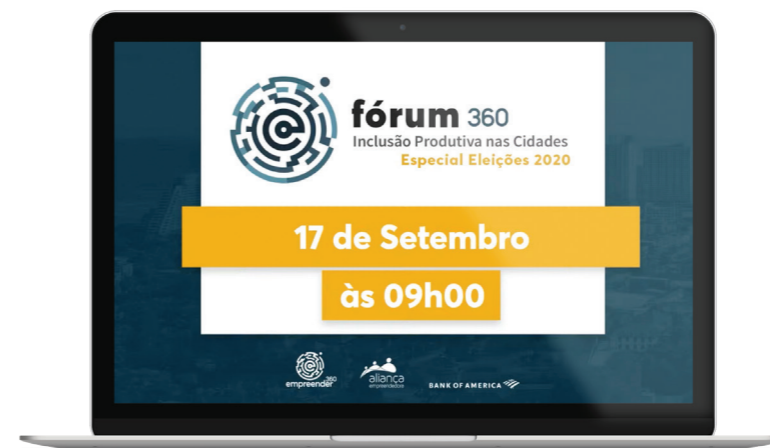 fórum 360
Inclusão Produtiva nas Cidades
Especial Eleições 2020
17 de Setembro
às 09h00
empreender 360
aliança
empreendedora
BANK OF AMERICA